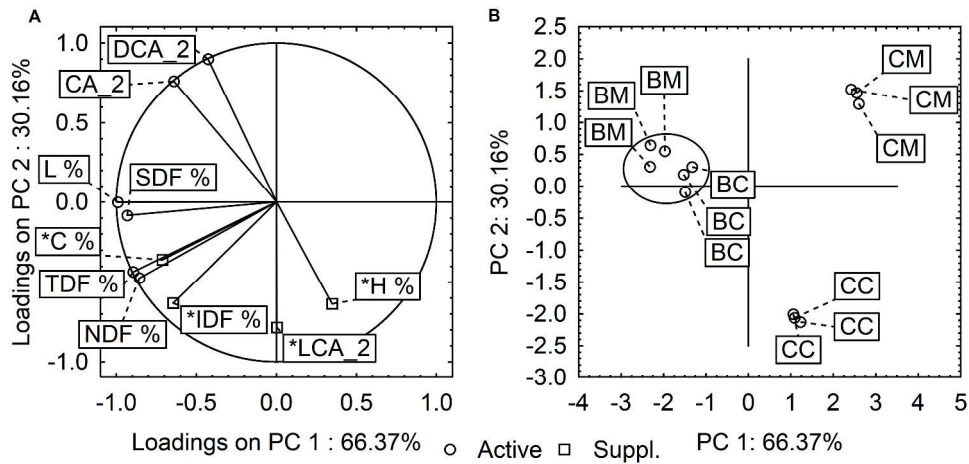 A
Loadings on PC 2 : 30.16%
1.0
0.5
0.0
-0.5
-1.0
DCA_2
CA_2
L %
SDF %
*C %
TDF %
NDF %
*IDF %
*H %
*LCA_2
-1.0 -0.5 0.0 0.5 1.0
Loadings on PC 1 : 66.37%
Active Suppl.
B
PC 2: 30.16%
2.5
2.0
1.5
1.0
0.5
0.0
-0.5
-1.0
-1.5
-2.0
-2.5
-3.0
BM
BM
BM
BC
BC
BC
CM
CM
CM
CC
CC
CC
-4 -3 -2 -1 0 1 2 3 4 5
PC 1: 66.37%